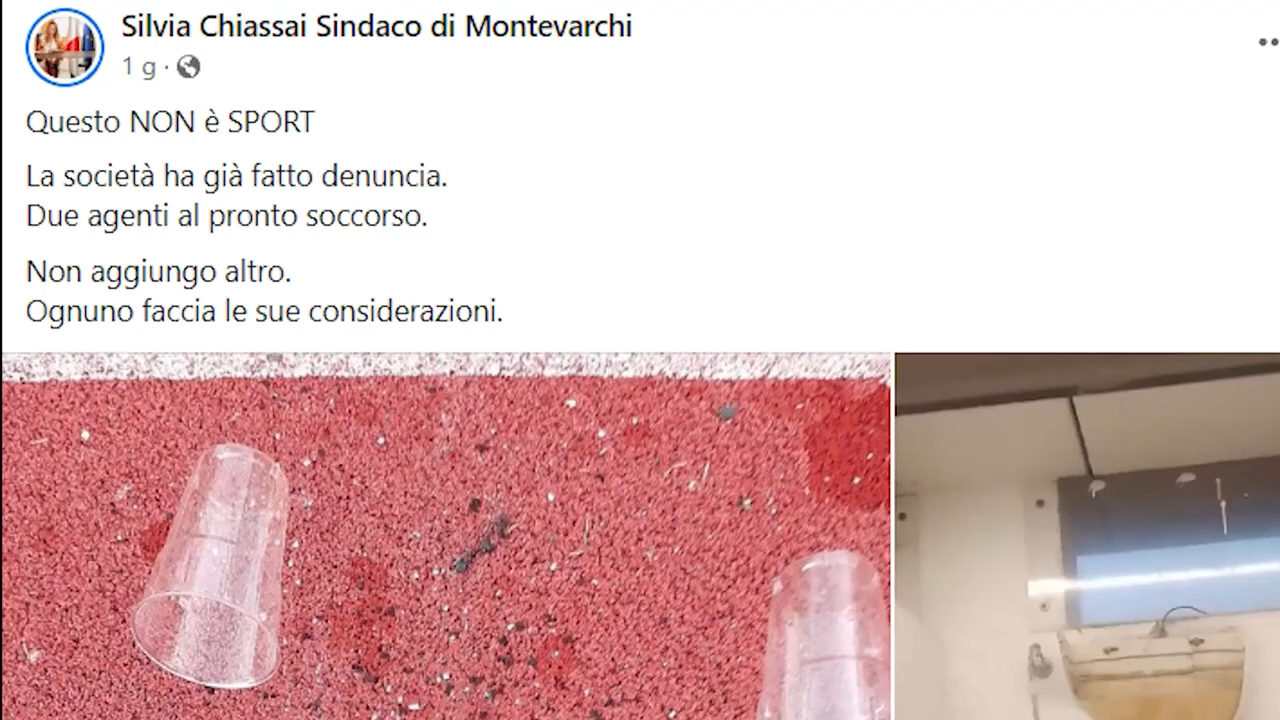 Silvia Chiassai Sindaco di Montevarchi
1 g ·
Questo NON è SPORT
La società ha già fatto denuncia.
Due agenti al pronto soccorso.
Non aggiungo altro.
Ognuno faccia le sue considerazioni.